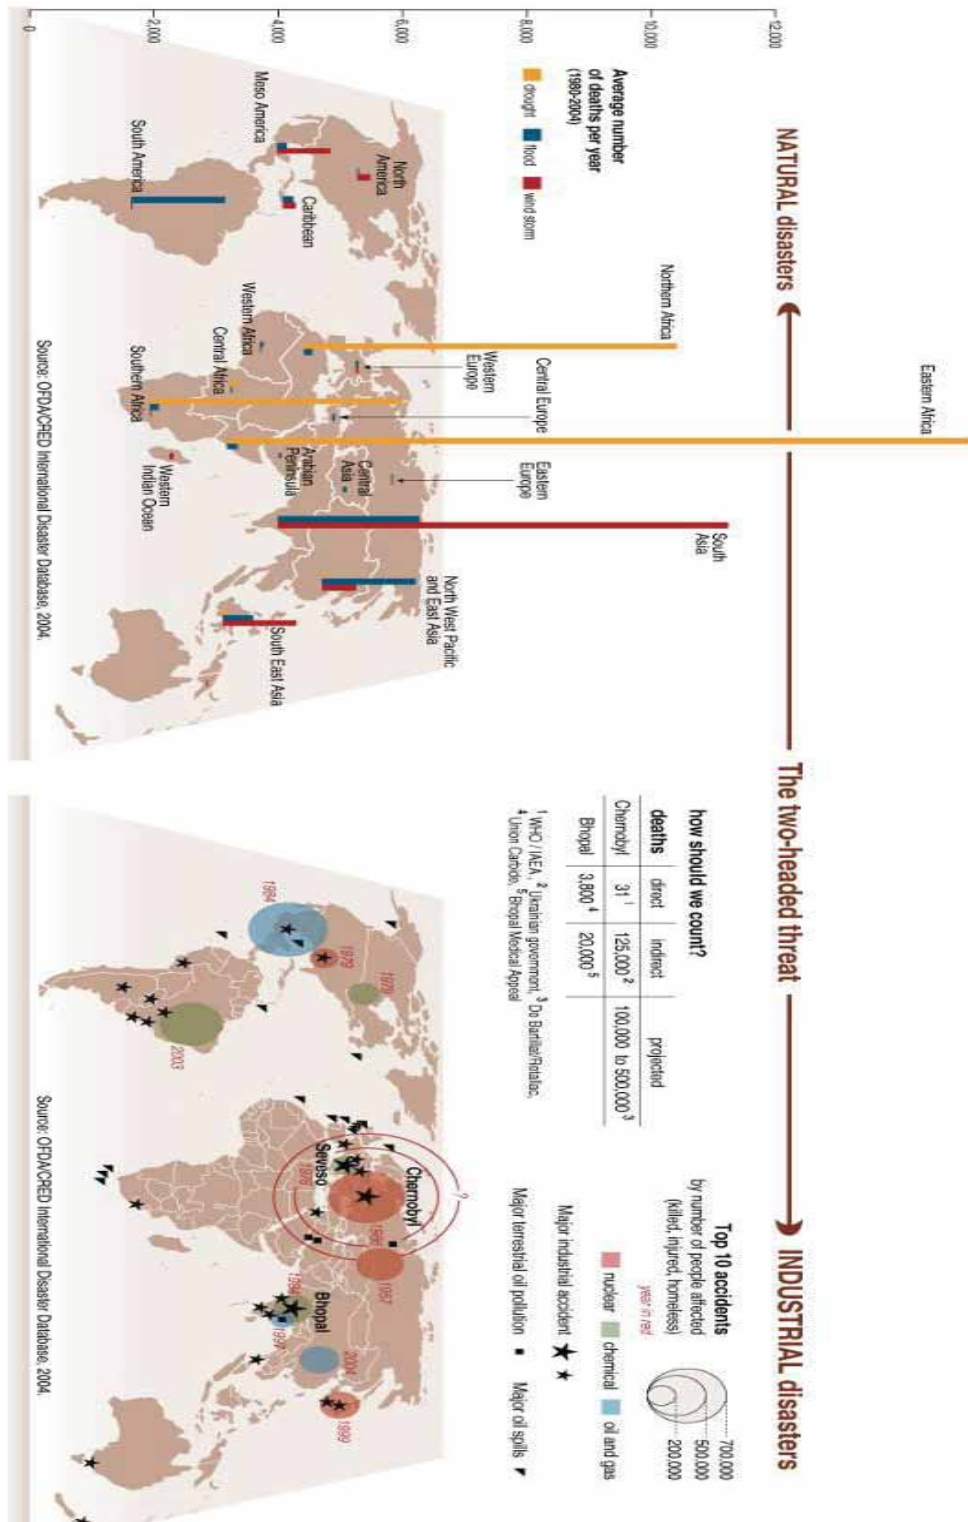 NATURAL disasters
The two-headed threat
INDUSTRIAL disasters
12,000
10,000
8,000
6,000
4,000
2,000
0
Average number
of deaths per year
(1980-2004)
drought
flood
wind storm
Eastern Africa
Northern Africa
South
Asia
Central Europe
Western
Europe
Eastern
Europe
North West Pacific
and East Asia
North
America
Meso America
Caribbean
South America
Western Africa
Central Africa
Southern Africa
Arabian
Peninsula
Central
Asia
Western
Indian Ocean
South East Asia
Source: OFDA/CRED International Disaster Database, 2004.
how should we count?
deaths direct indirect projected
Chernobyl 31 1 125,000 2 100,000 to 500,000 3
Bhopal 3,800 4 20,000 5
1 WHO / IAEA, 2 Ukrainian government, 3 De Bartillat/Retallac,
4 Union Carbide, 5 Bhopal Medical Appeal
Top 10 accidents
by number of people affected
(killed, injured, homeless)
year in red
700.000
500.000
200.000
nuclear
chemical
oil and gas
Major industrial accident
Major terrestrial oil pollution
Major oil spills
?
Chernobyl
1986
Seveso
1976
1957
1979
1984
2003
Bhopal
1984
1997
2004
1999
Source: OFDA/CRED International Disaster Database, 2004.